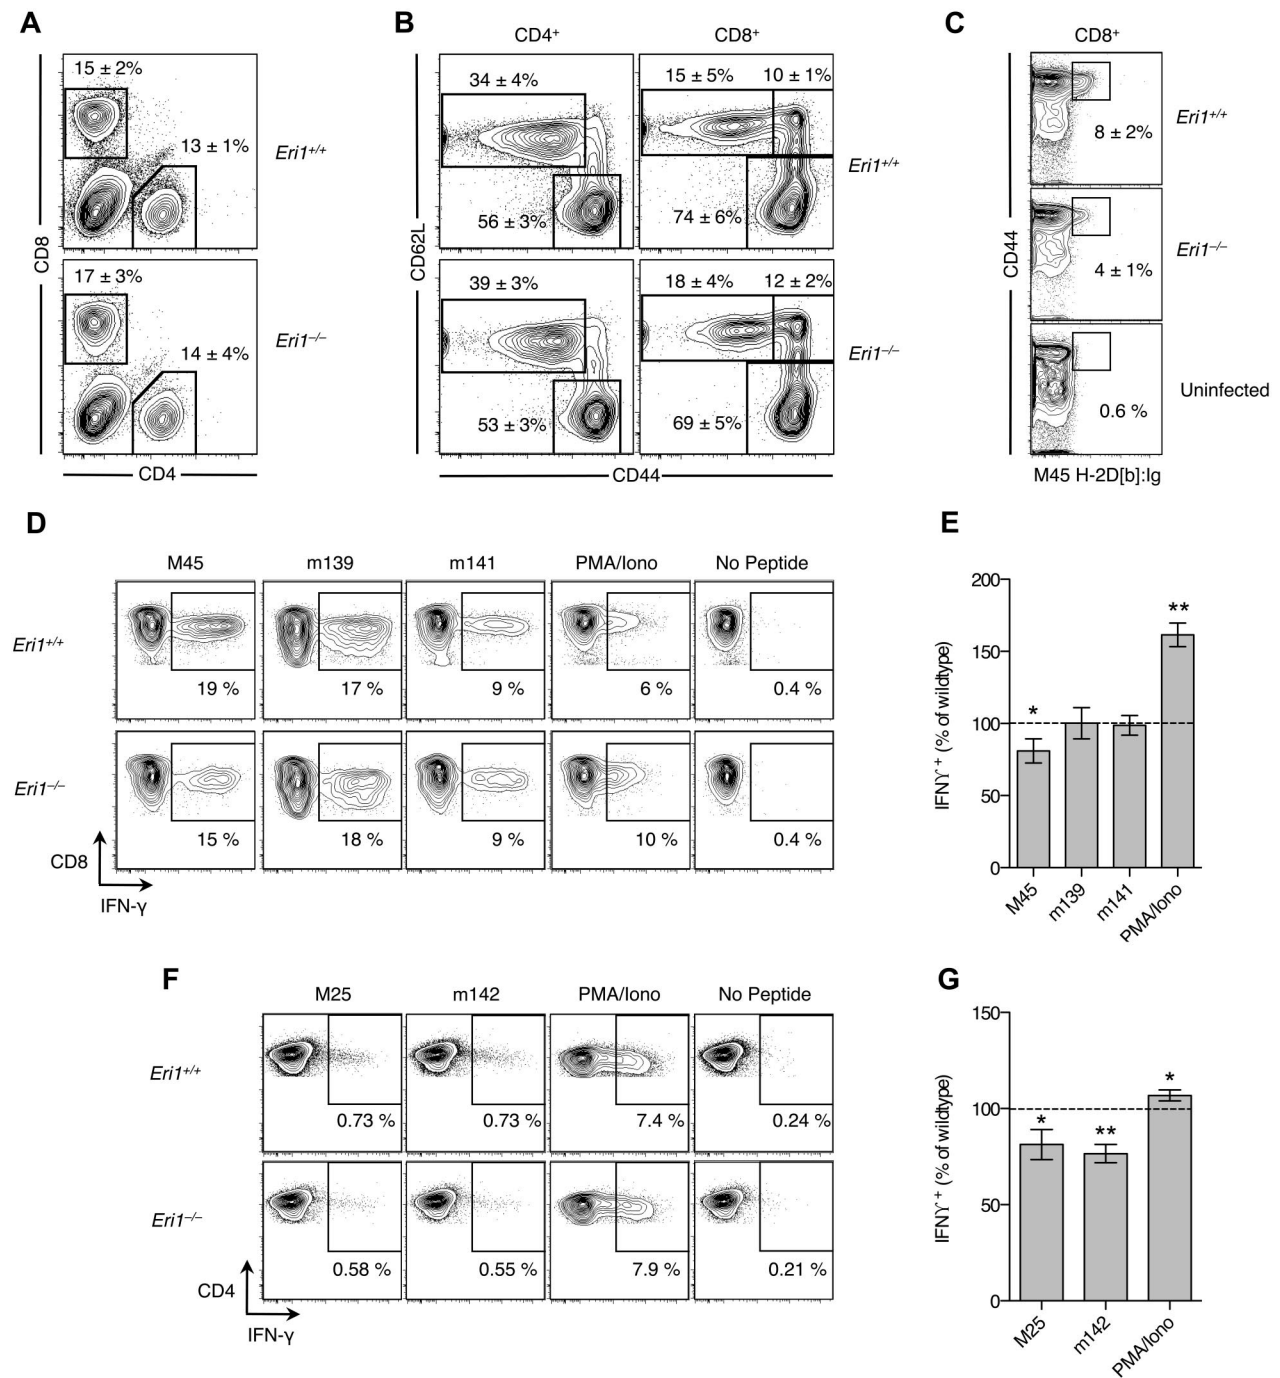 A
CD8
15 ± 2%
13 ± 1%
Eri1+/+
17 ± 3%
14 ± 4%
Eri1–/–
CD4
B
CD4+
CD8+
CD62L
34 ± 4%
56 ± 3%
15 ± 5%
10 ± 1%
74 ± 6%
Eri1+/+
39 ± 3%
53 ± 3%
18 ± 4%
12 ± 2%
69 ± 5%
Eri1–/–
CD44
C
CD8+
CD44
8 ± 2%
Eri1+/+
4 ± 1%
Eri1–/–
0.6 %
Uninfected
M45 H-2D[b]:Ig
D
M45
m139
m141
PMA/Iono
No Peptide
Eri1+/+
19 %
17 %
9 %
6 %
0.4 %
Eri1–/–
15 %
18 %
9 %
10 %
0.4 %
CD8
IFN-γ
E
IFNϒ+ (% of wildtype)
200
150
100
50
0
*
**
M45
m139
m141
PMA/Iono
F
M25
m142
PMA/Iono
No Peptide
Eri1+/+
0.73 %
0.73 %
7.4 %
0.24 %
Eri1–/–
0.58 %
0.55 %
7.9 %
0.21 %
CD4
IFN-γ
G
IFNϒ+ (% of wildtype)
150
100
50
0
*
**
*
M25
m142
PMA/Iono